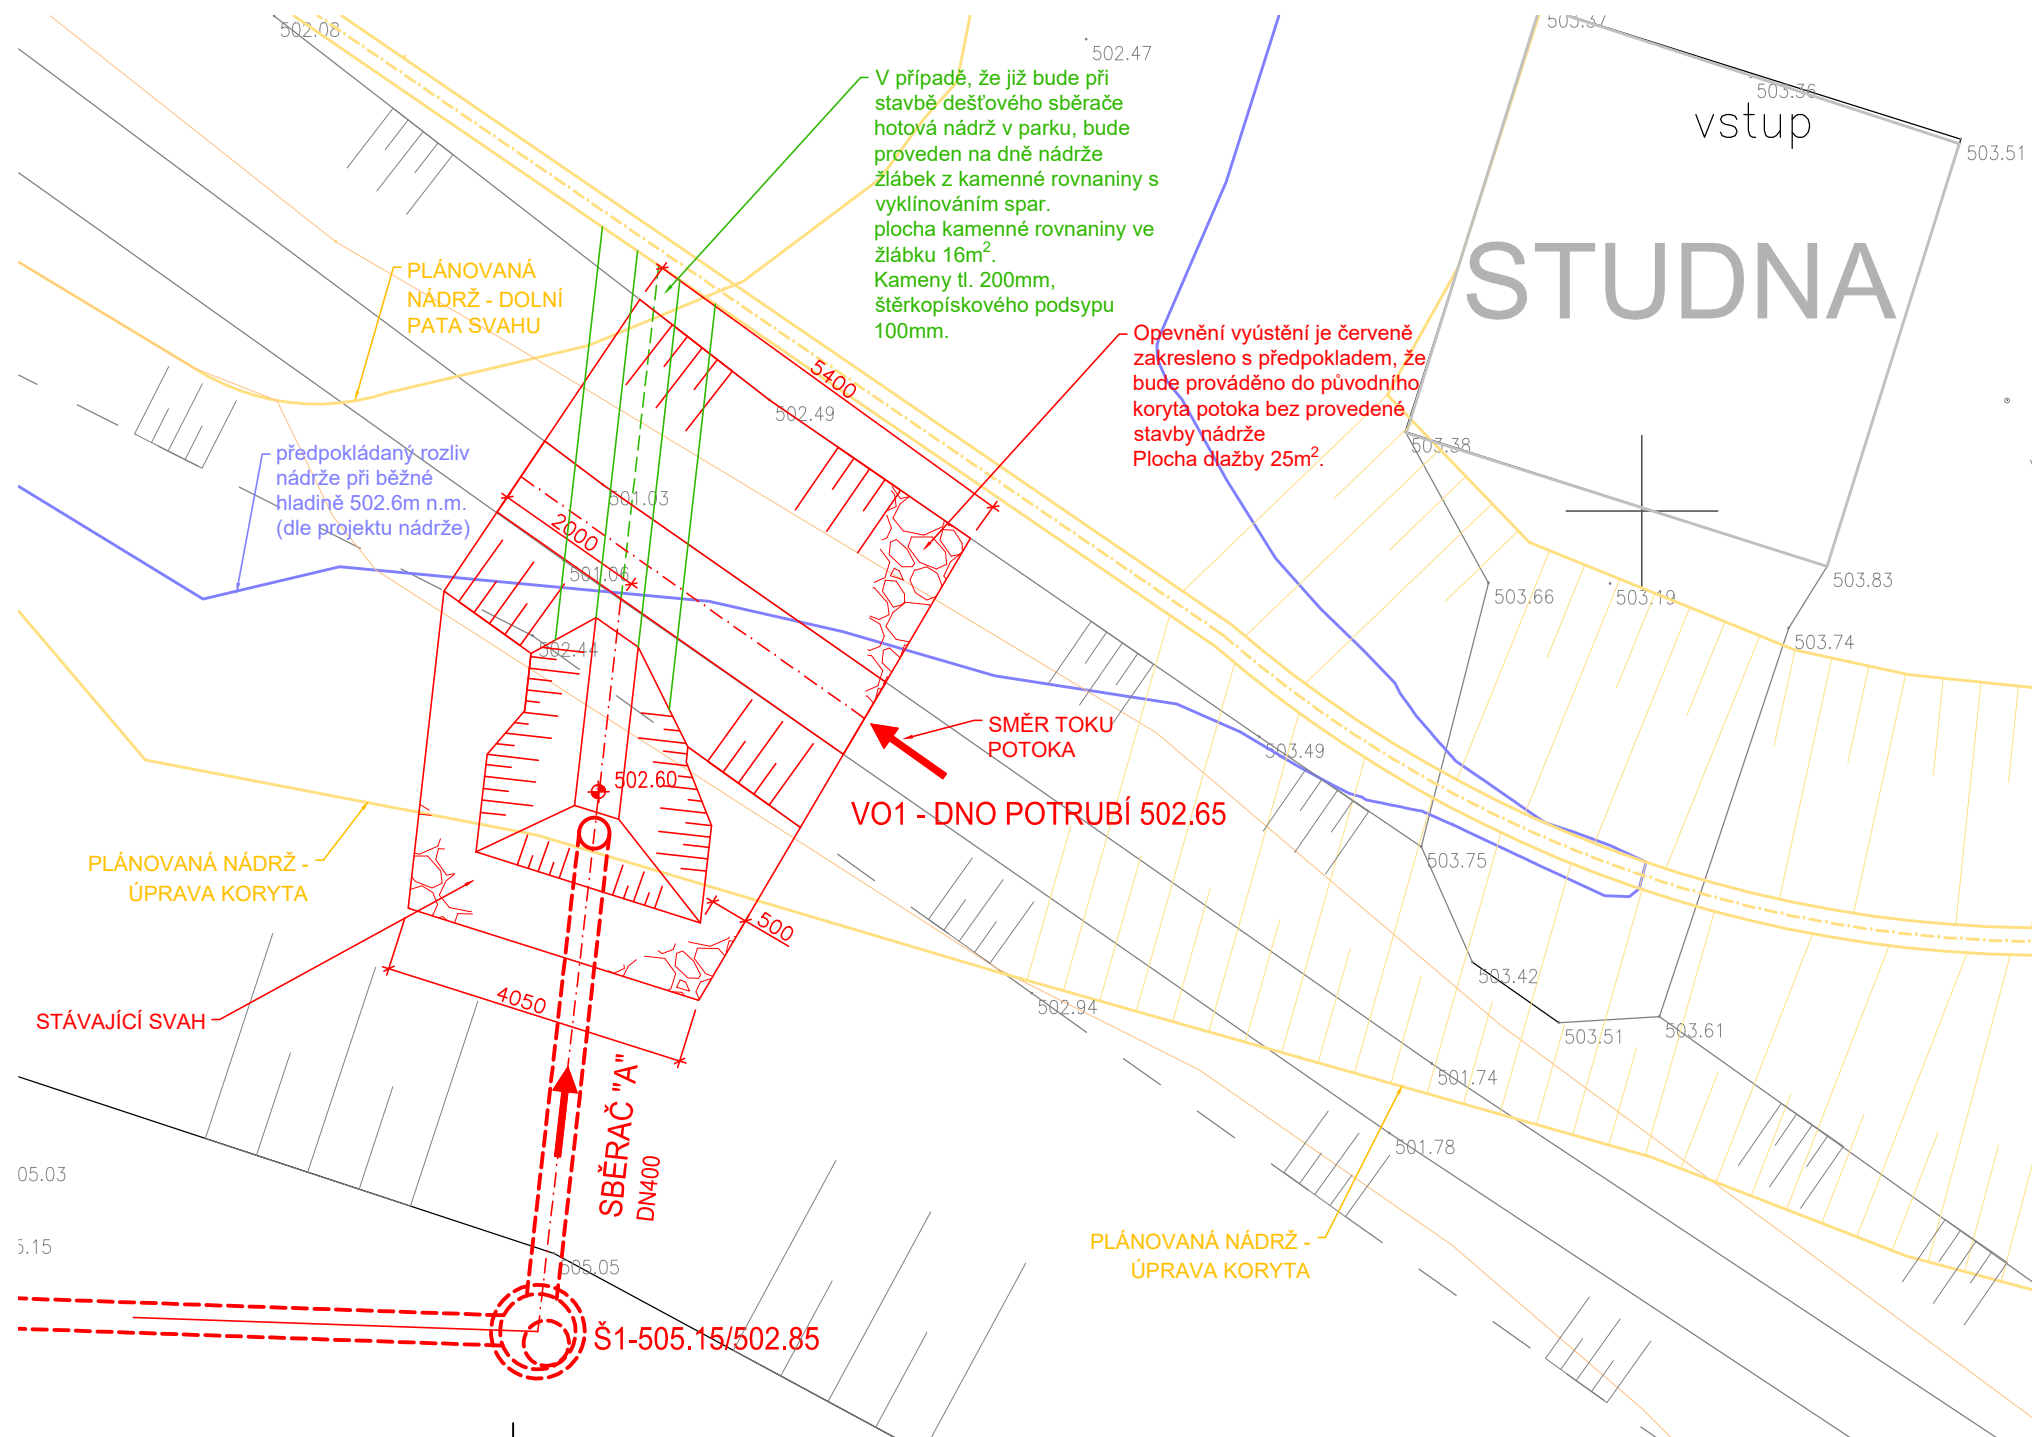 502.08
502.47
503.37
503.36
vstup
503.51
V případě, že již bude při
stavbě dešťového sběrače
hotová nádrž v parku, bude
proveden na dně nádrže
žlábek z kamenné rovnaniny s
vyklínováním spar.
plocha kamenné rovnaniny ve
žlábku 16m².
Kameny tl. 200mm,
štěrkopískového podsypu
100mm.
STUDNA
PLÁNOVANÁ
NÁDRŽ - DOLNÍ
PATA SVAHU
Opevnění vyústění je červeně
zakresleno s předpokladem, že
bude prováděno do původního
koryta potoka bez provedené
stavby nádrže
Plocha dlažby 25m².
5400
502.49
503.38
předpokládaný rozliv
nádrže při běžné
hladině 502.6m n.m.
(dle projektu nádrže)
501.03
2000
501.06
503.66
503.19
503.83
502.44
503.74
SMĚR TOKU
POTOKA
503.49
502.60
VO1 - DNO POTRUBÍ 502.65
PLÁNOVANÁ NÁDRŽ -
ÚPRAVA KORYTA
503.75
500
503.42
4050
502.94
STÁVAJÍCÍ SVAH
503.51
503.61
501.74
SBĚRAČ "A"
DN400
501.78
05.03
PLÁNOVANÁ NÁDRŽ -
ÚPRAVA KORYTA
5.15
505.05
Š1-505.15/502.85